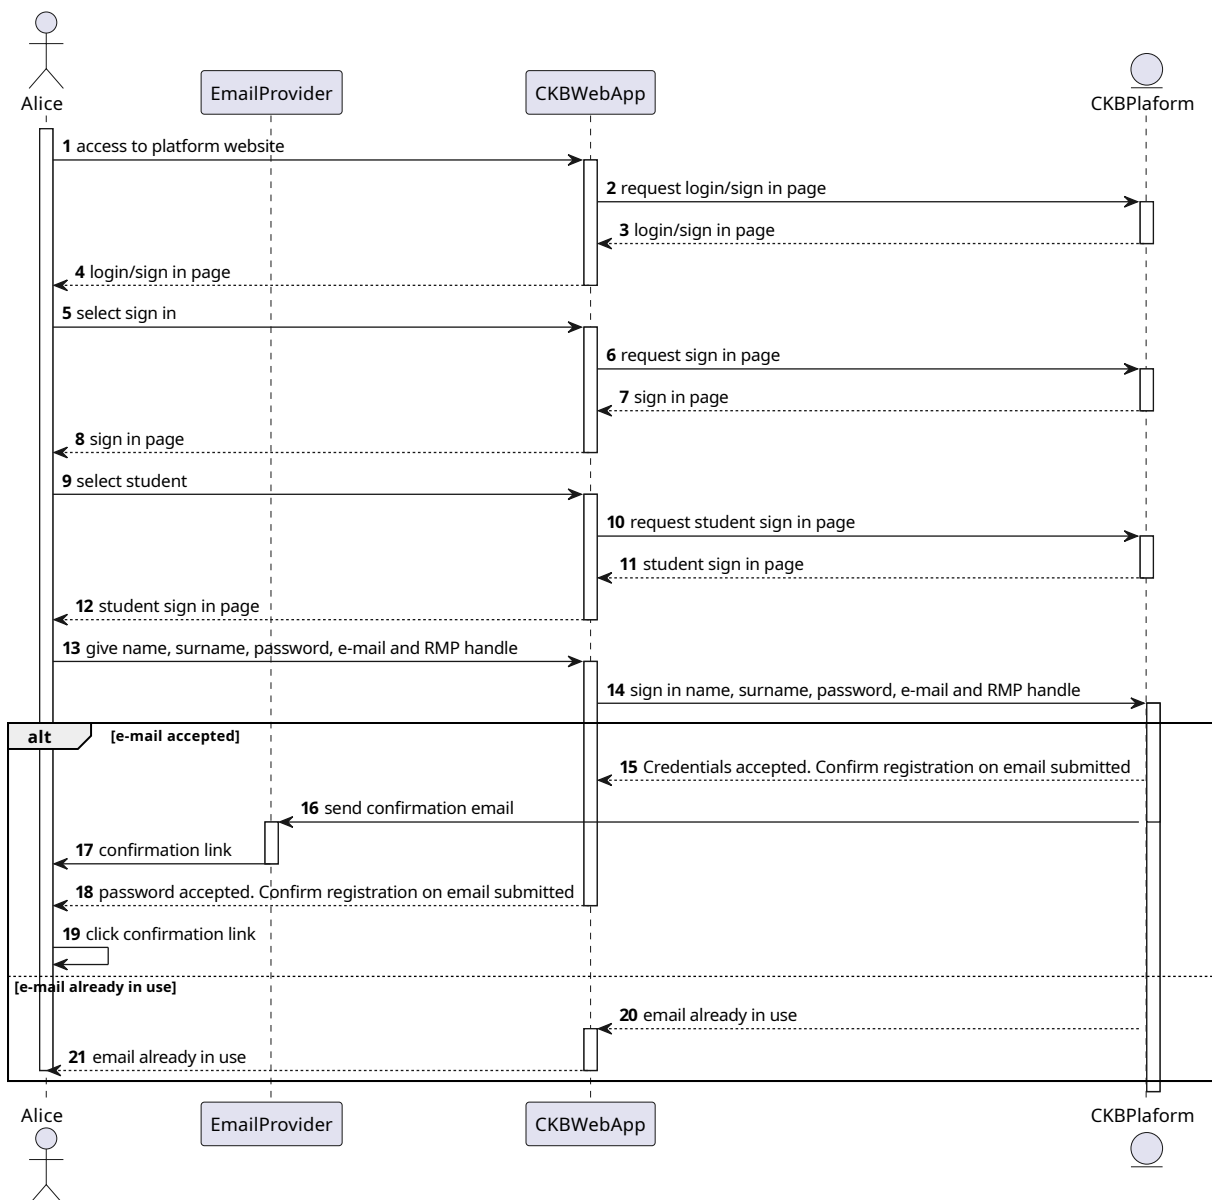 Alice
EmailProvider
CKBWebApp
CKBPlaform
1 access to platform website
2 request login/sign in page
3 login/sign in page
4 login/sign in page
5 select sign in
6 request sign in page
7 sign in page
8 sign in page
9 select student
10 request student sign in page
11 student sign in page
12 student sign in page
13 give name, surname, password, e-mail and RMP handle
14 sign in name, surname, password, e-mail and RMP handle
alt [e-mail accepted]
15 Credentials accepted. Confirm registration on email submitted
16 send confirmation email
17 confirmation link
18 password accepted. Confirm registration on email submitted
19 click confirmation link
[e-mail already in use]
20 email already in use
21 email already in use
Alice
EmailProvider
CKBWebApp
CKBPlaform